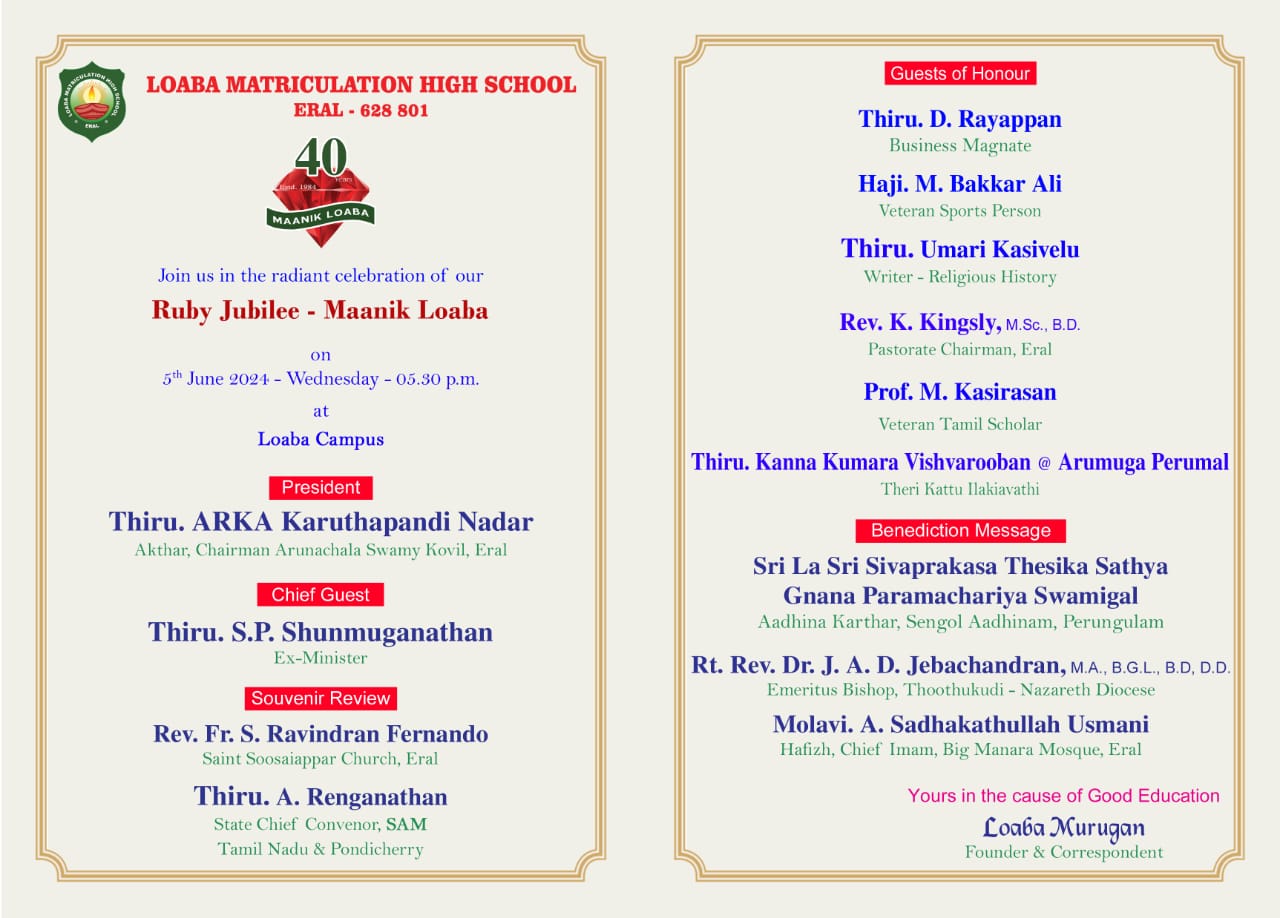 LOABA MATRICULATION HIGH SCHOOL
ERAL
LOABA MATRICULATION HIGH SCHOOL
ERAL - 628 801
40
Years
Estd. 1984
MAANIK LOABA
Join us in the radiant celebration of our
Ruby Jubilee - Maanik Loaba
on
5th June 2024 - Wednesday - 05.30 p.m.
at
Loaba Campus
President
Thiru. ARKA Karuthapandi Nadar
Akthar, Chairman Arunachala Swamy Kovil, Eral
Chief Guest
Thiru. S.P. Shunmuganathan
Ex-Minister
Souvenir Review
Rev. Fr. S. Ravindran Fernando
Saint Soosaiappar Church, Eral
Thiru. A. Renganathan
State Chief Convenor, SAM
Tamil Nadu & Pondicherry
Guests of Honour
Thiru. D. Rayappan
Business Magnate
Haji. M. Bakkar Ali
Veteran Sports Person
Thiru. Umari Kasivelu
Writer - Religious History
Rev. K. Kingsly, M.Sc., B.D.
Pastorate Chairman, Eral
Prof. M. Kasirasan
Veteran Tamil Scholar
Thiru. Kanna Kumara Vishvarooban @ Arumuga Perumal
Theri Kattu Ilakiavathi
Benediction Message
Sri La Sri Sivaprakasa Thesika Sathya
Gnana Paramachariya Swamigal
Aadhina Karthar, Sengol Aadhinam, Perungulam
Rt. Rev. Dr. J. A. D. Jebachandran, M.A., B.G.L., B.D, D.D.
Emeritus Bishop, Thoothukudi - Nazareth Diocese
Molavi. A. Sadhakathullah Usmani
Hafizh, Chief Imam, Big Manara Mosque, Eral
Yours in the cause of Good Education
Loaba Murugan
Founder & Correspondent